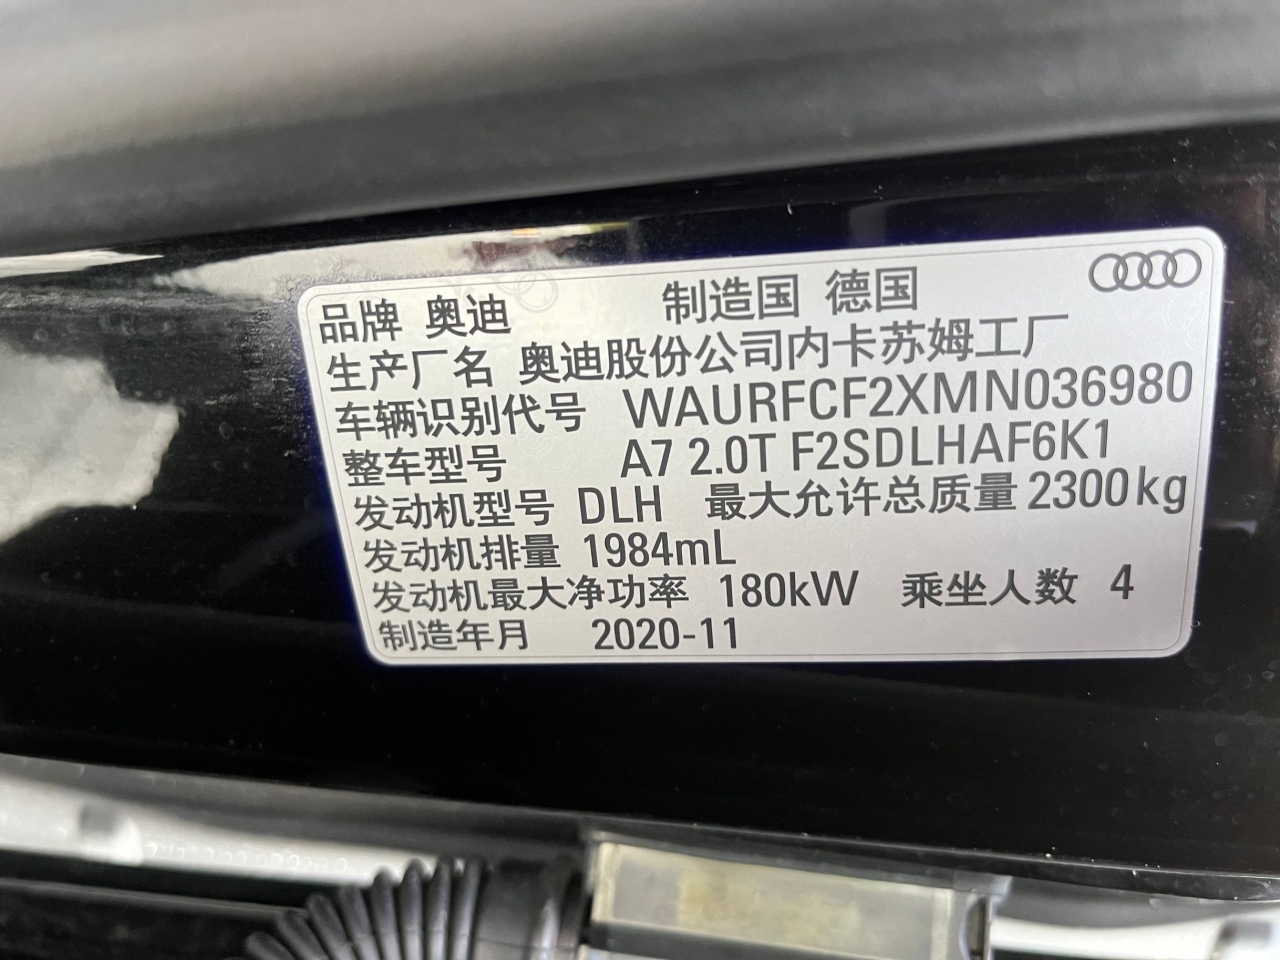 品牌 奥迪 制造国 德国
生产厂名 奥迪股份公司内卡苏姆工厂
车辆识别代号 WAURFCF2XMN036980
整车型号 A7 2.0T F2SDLHAF6K1
发动机型号 DLH 最大允许总质量 2300kg
发动机排量 1984mL
发动机最大净功率 180kW 乘坐人数 4
制造年月 2020-11